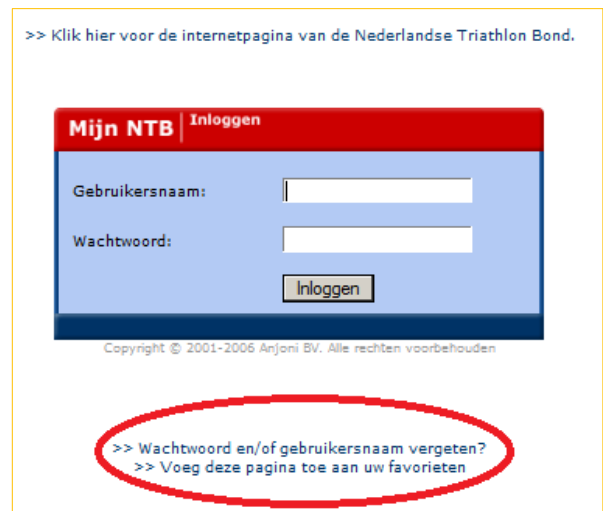 >> Klik hier voor de internetpagina van de Nederlandse Triathlon Bond.
Mijn NTB | Inloggen
Gebruikersnaam:
Wachtwoord:
Inloggen
Copyright © 2001-2006 Anjoni BV. Alle rechten voorbehouden
>> Wachtwoord en/of gebruikersnaam vergeten?
>> Voeg deze pagina toe aan uw favorieten